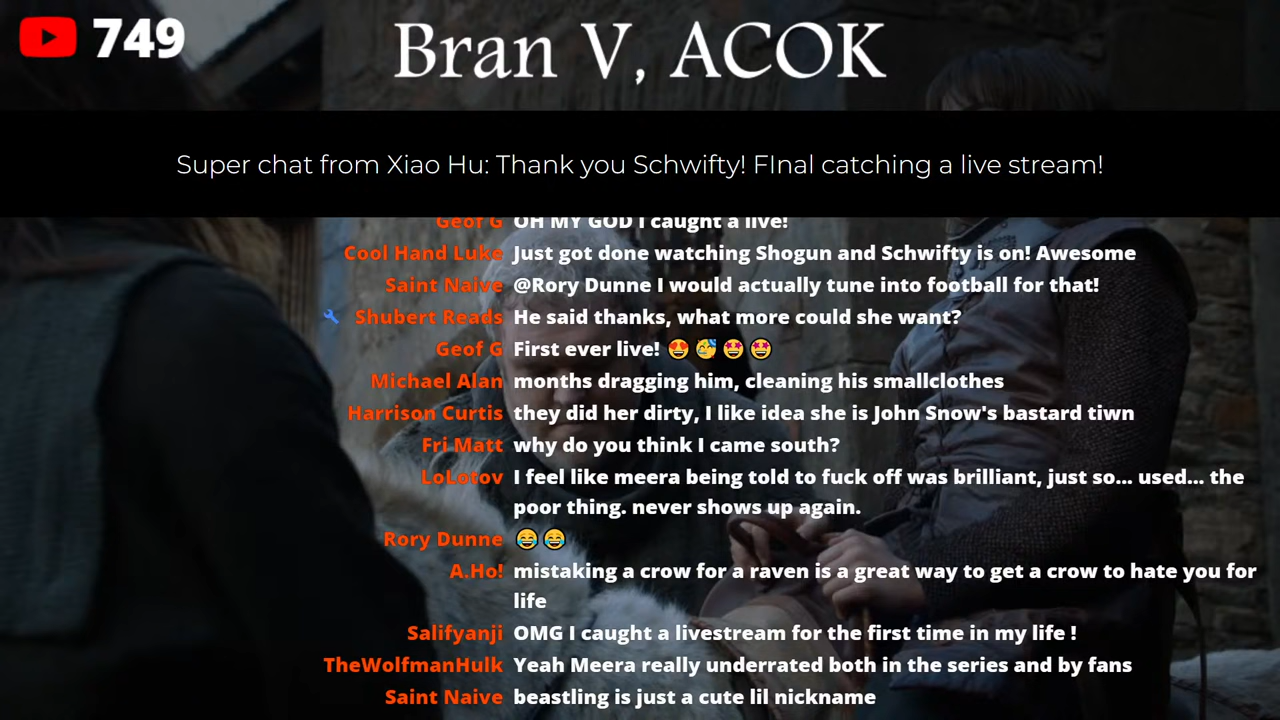 749
Bran V, ACOK
Super chat from Xiao Hu: Thank you Schwifty! FInal catching a live stream!
Geof G OH MY GOD I caught a live!
Cool Hand Luke Just got done watching Shogun and Schwifty is on! Awesome
Saint Naive @Rory Dunne I would actually tune into football for that!
Shubert Reads He said thanks, what more could she want?
Geof G First ever live! 😍🥳🤩🤩
Michael Alan months dragging him, cleaning his smallclothes
Harrison Curtis they did her dirty, I like idea she is John Snow's bastard tiwn
Fri Matt why do you think I came south?
LoLotov I feel like meera being told to fuck off was brilliant, just so... used... the
poor thing. never shows up again.
Rory Dunne 😂😂
A.Ho! mistaking a crow for a raven is a great way to get a crow to hate you for
life
Salifyanji OMG I caught a livestream for the first time in my life !
TheWolfmanHulk Yeah Meera really underrated both in the series and by fans
Saint Naive beastling is just a cute lil nickname